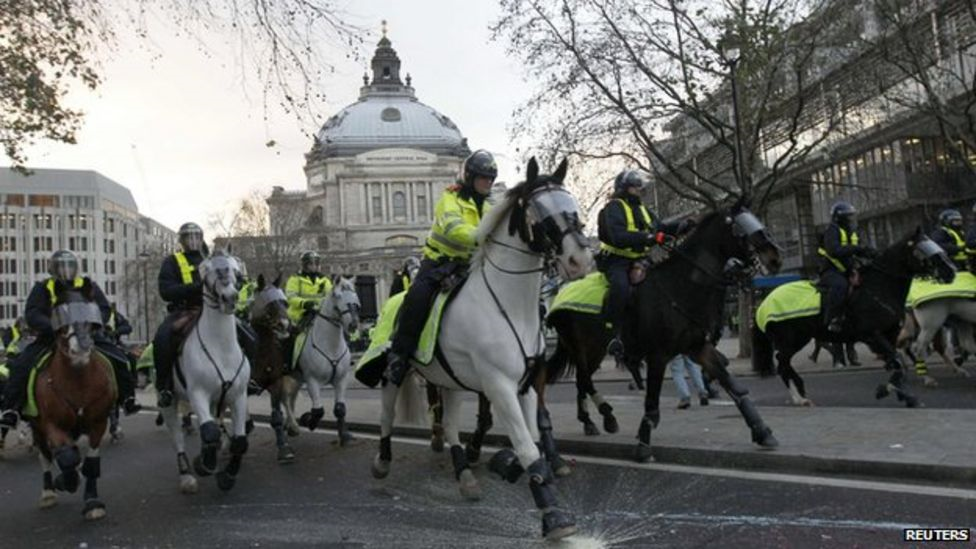 METHODIST CENTRAL HALL
REUTERS